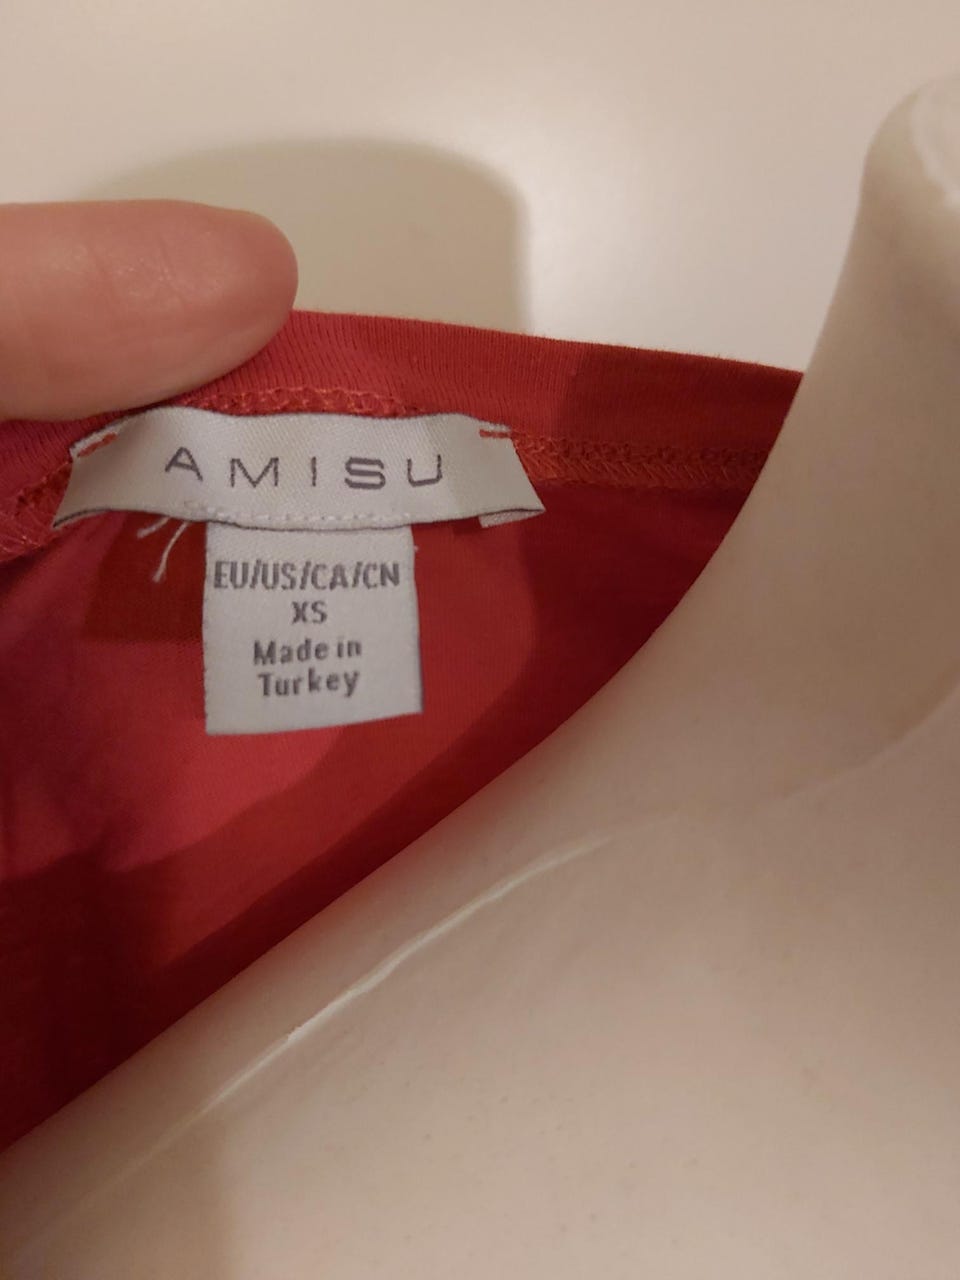 AMISU
EU/US/CA/CN
XS
Made in
Turkey